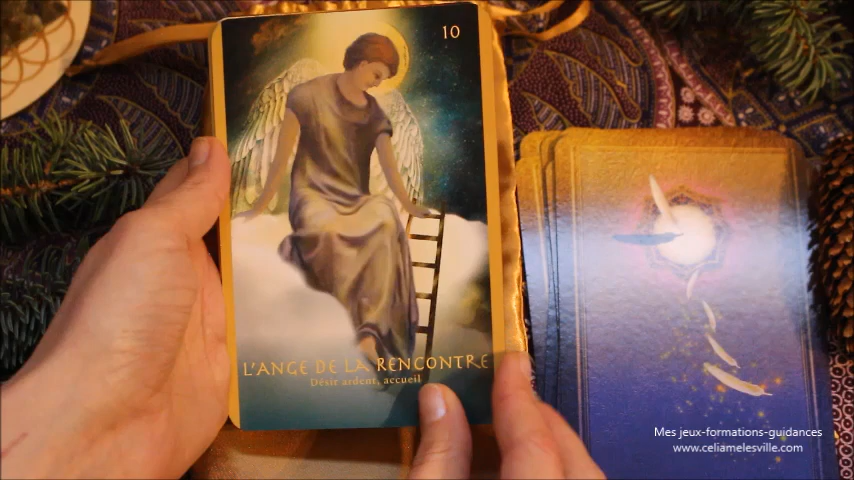 10
L'ANGE DE LA RENCONTRE
Désir ardent, accueil
Mes jeux-formations-guidances
www.celiamelesville.com